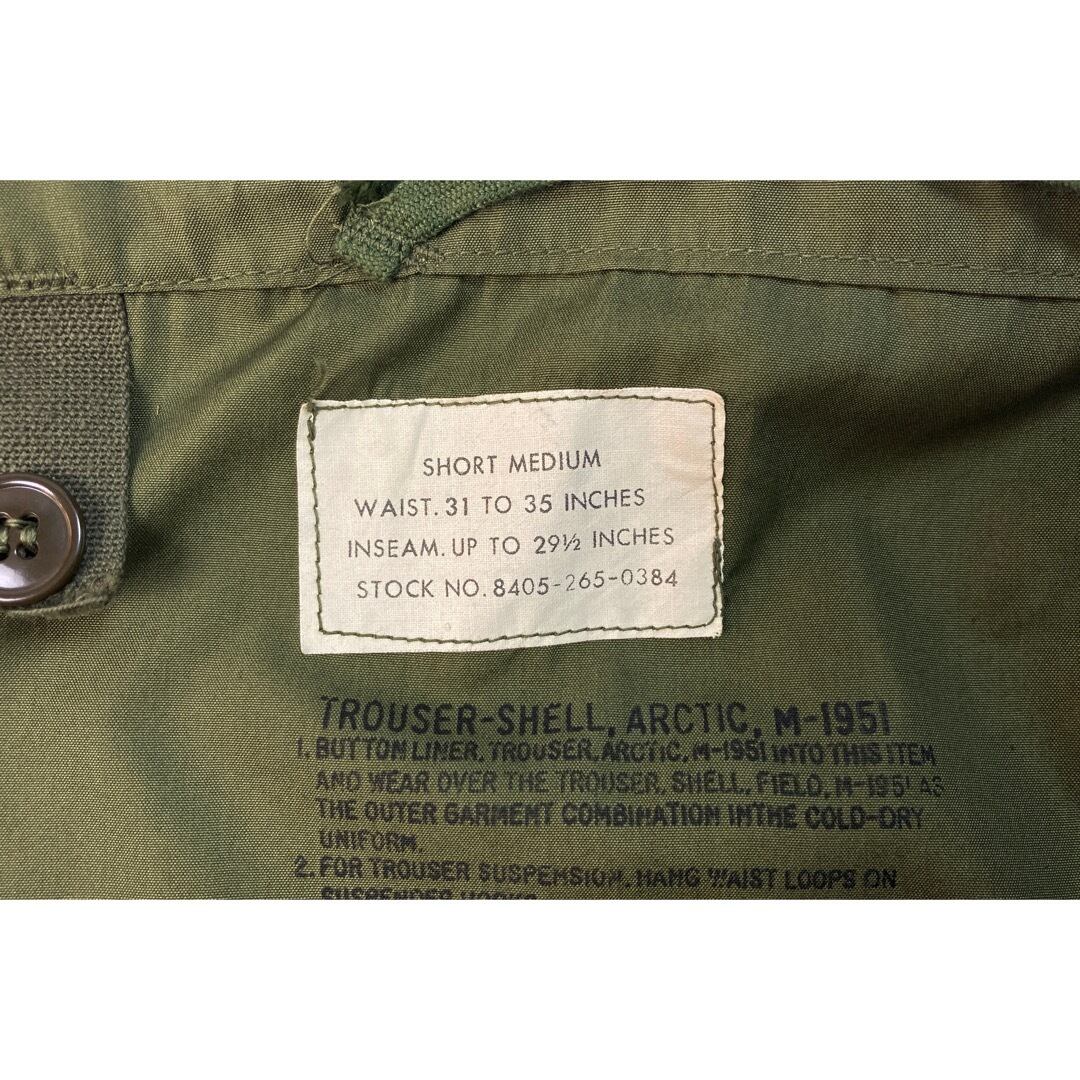 SHORT MEDIUM
WAIST. 31 TO 35 INCHES
INSEAM. UP TO 29½ INCHES
STOCK NO. 8405-265-0384
TROUSER-SHELL, ARCTIC, M-1951
1. BUTTON LINER, TROUSER, ARCTIC, M-1951 INTO THIS ITEM
AND WEAR OVER THE TROUSER, SHELL, FIELD, M-1951 AS
THE OUTER GARMENT COMBINATION IN THE COLD-DRY
UNIFORM.
2. FOR TROUSER SUSPENSION, HANG WAIST LOOPS ON
SUSPENDER HOOKS